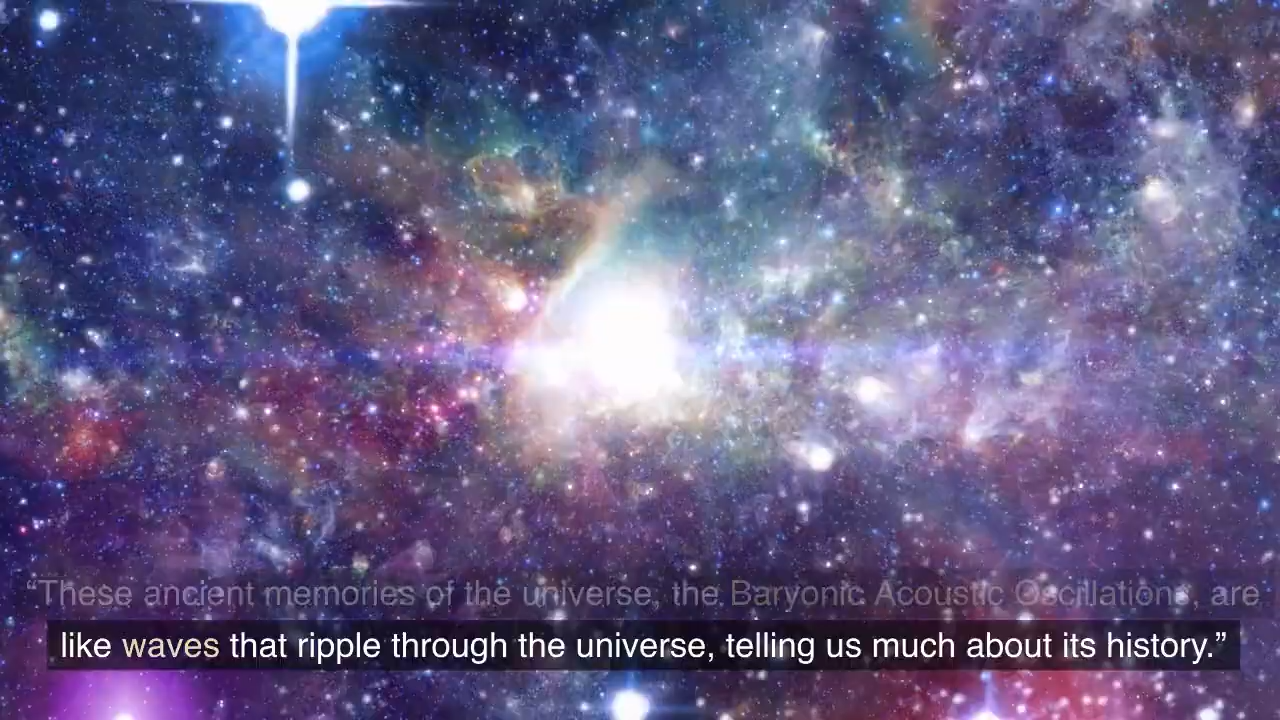 “These ancient memories of the universe, the Baryonic Acoustic Oscillations, are
like waves that ripple through the universe, telling us much about its history.”